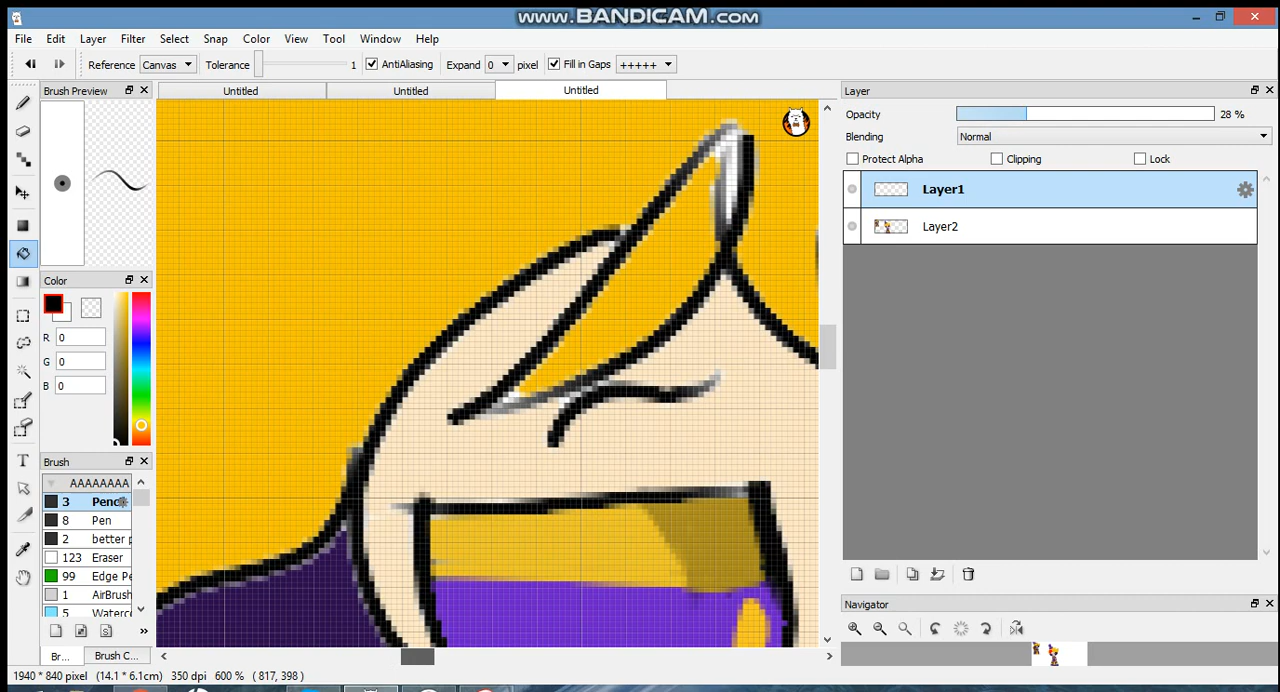 www.BANDICAM.com
File Edit Layer Filter Select Snap Color View Tool Window Help
Reference Canvas Tolerance 1 AntiAliasing Expand 0 pixel Fill in Gaps +++++
Brush Preview Untitled Untitled Untitled Layer
Opacity 28 %
Blending Normal
Protect Alpha Clipping Lock
Layer1
Layer2
Color
R 0
G 0
B 0
Brush
AAAAAAAA
3 Penc
8 Pen
2 better p
123 Eraser
99 Edge Pe
1 AirBrush
5 Waterc
Navigator
Br... Brush C...
1940 * 840 pixel (14.1 * 6.1cm) 350 dpi 600 % ( 817, 398 )